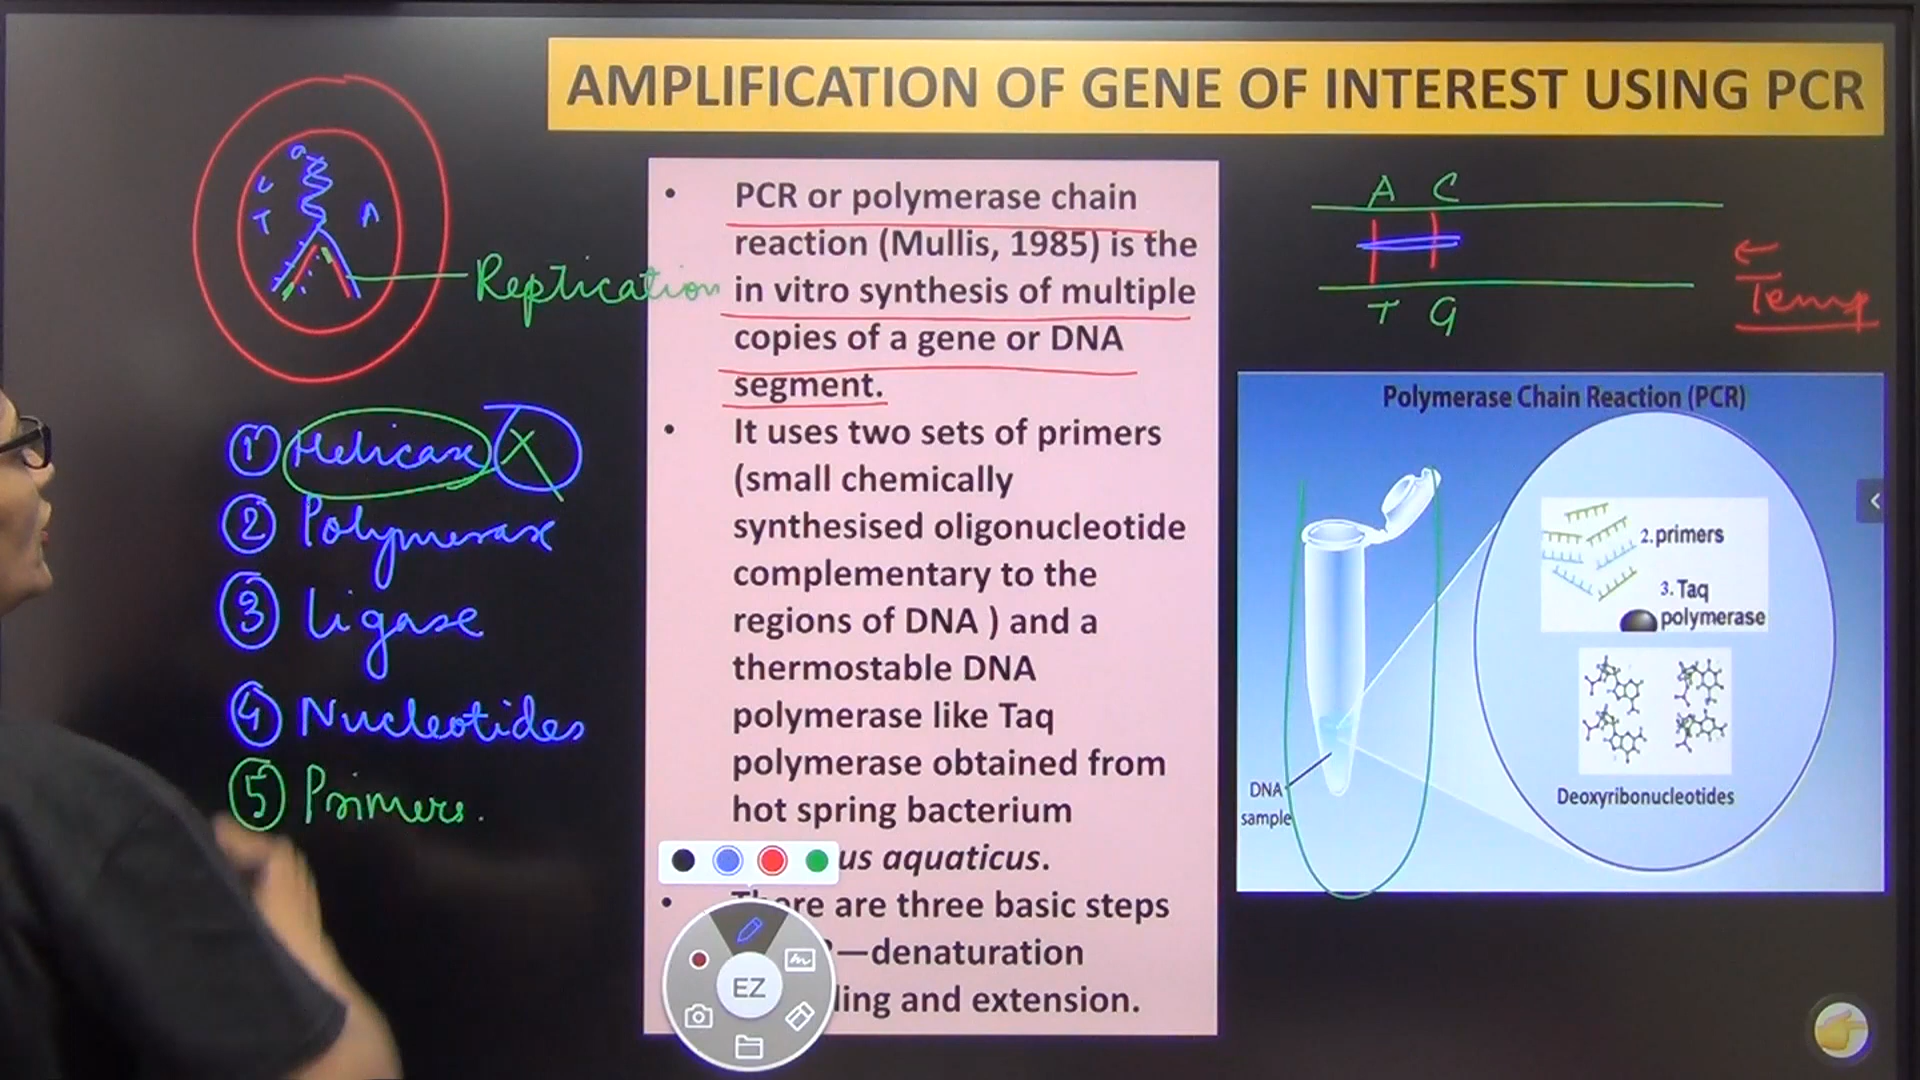 AMPLIFICATION OF GENE OF INTEREST USING PCR
C
T
A
Replication
① Helicase X
② Polymerase
③ Ligase
④ Nucleotides
⑤ Primers.
• PCR or polymerase chain
reaction (Mullis, 1985) is the
in vitro synthesis of multiple
copies of a gene or DNA
segment.
• It uses two sets of primers
(small chemically
synthesised oligonucleotide
complementary to the
regions of DNA ) and a
thermostable DNA
polymerase like Taq
polymerase obtained from
hot spring bacterium
us aquaticus.
• There are three basic steps
—denaturation
ling and extension.
EZ
A C
T G
← Temp
Polymerase Chain Reaction (PCR)
2. primers
3. Taq
polymerase
Deoxyribonucleotides
DNA
sample